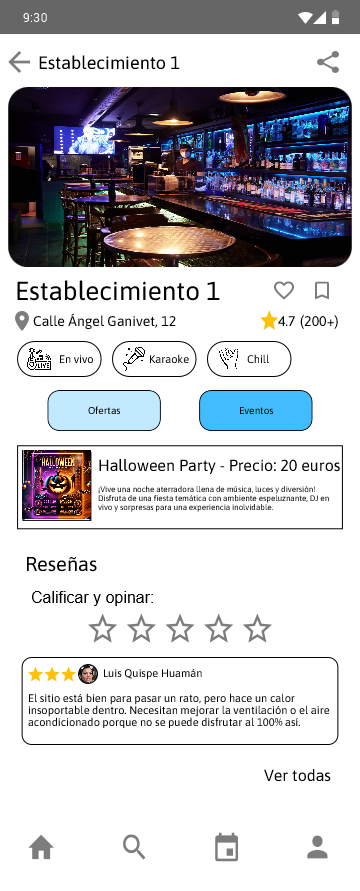 9:30
Establecimiento 1
Establecimiento 1
Calle Ángel Ganivet, 12
4.7 (200+)
LIVE
En vivo
Karaoke
Chill
Ofertas
Eventos
HALLOWEEN
Halloween Party - Precio: 20 euros
¡Vive una noche aterradora llena de música, luces y diversión!
Disfruta de una fiesta temática con ambiente espeluznante, DJ en
vivo y sorpresas para una experiencia inolvidable.
Reseñas
Calificar y opinar:
Luis Quispe Huamán
El sitio está bien para pasar un rato, pero hace un calor
insoportable dentro. Necesitan mejorar la ventilación o el aire
acondicionado porque no se puede disfrutar al 100% así.
Ver todas